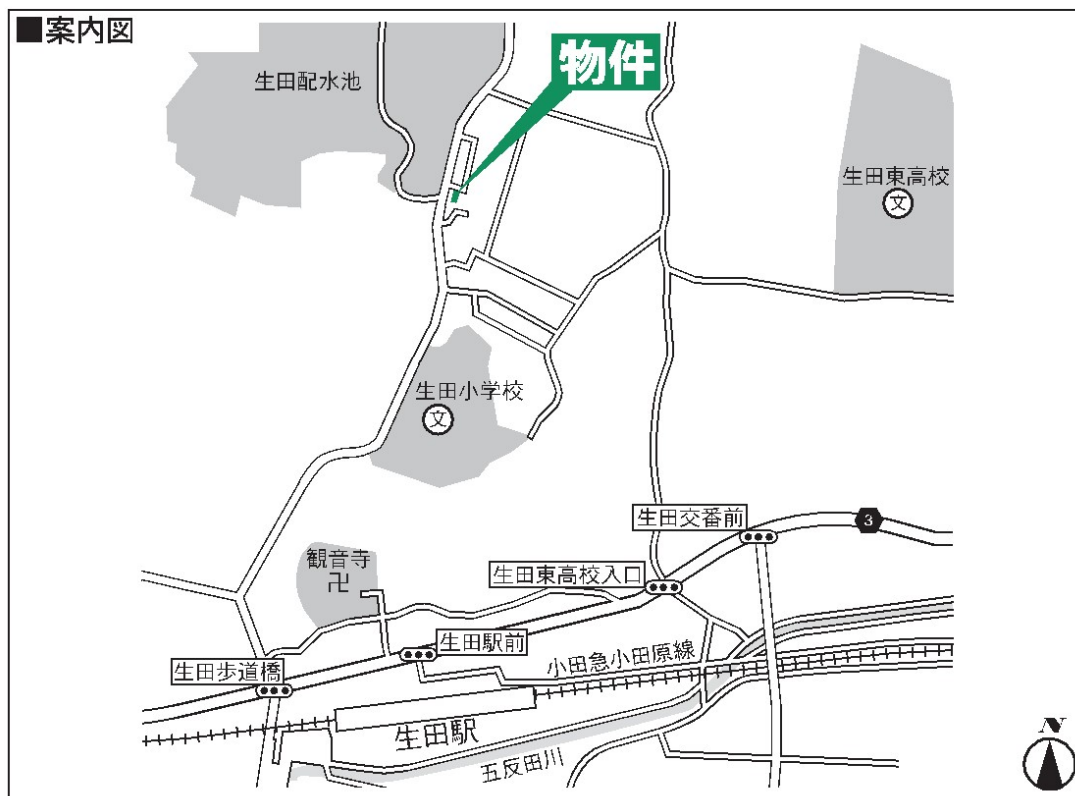 ■案内図
物件
生田配水池
生田東高校
文
生田小学校
文
生田交番前
3
観音寺
卍
生田東高校入口
生田駅前
小田急小田原線
生田歩道橋
生田駅
五反田川
N